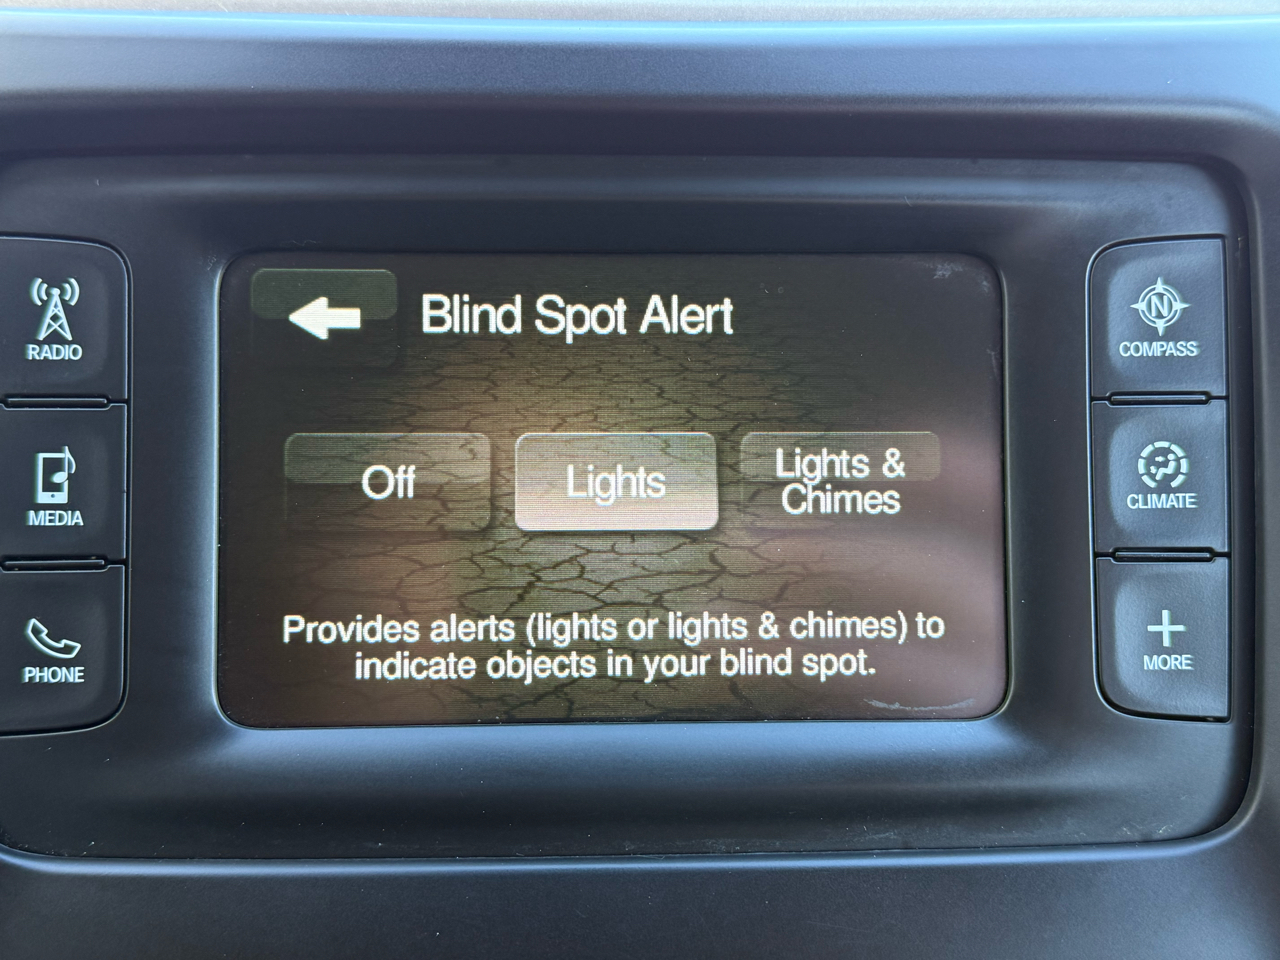 Blind Spot Alert
Off
Lights
Lights &
Chimes
Provides alerts (lights or lights & chimes) to
indicate objects in your blind spot.
RADIO
MEDIA
PHONE
N
COMPASS
CLIMATE
MORE